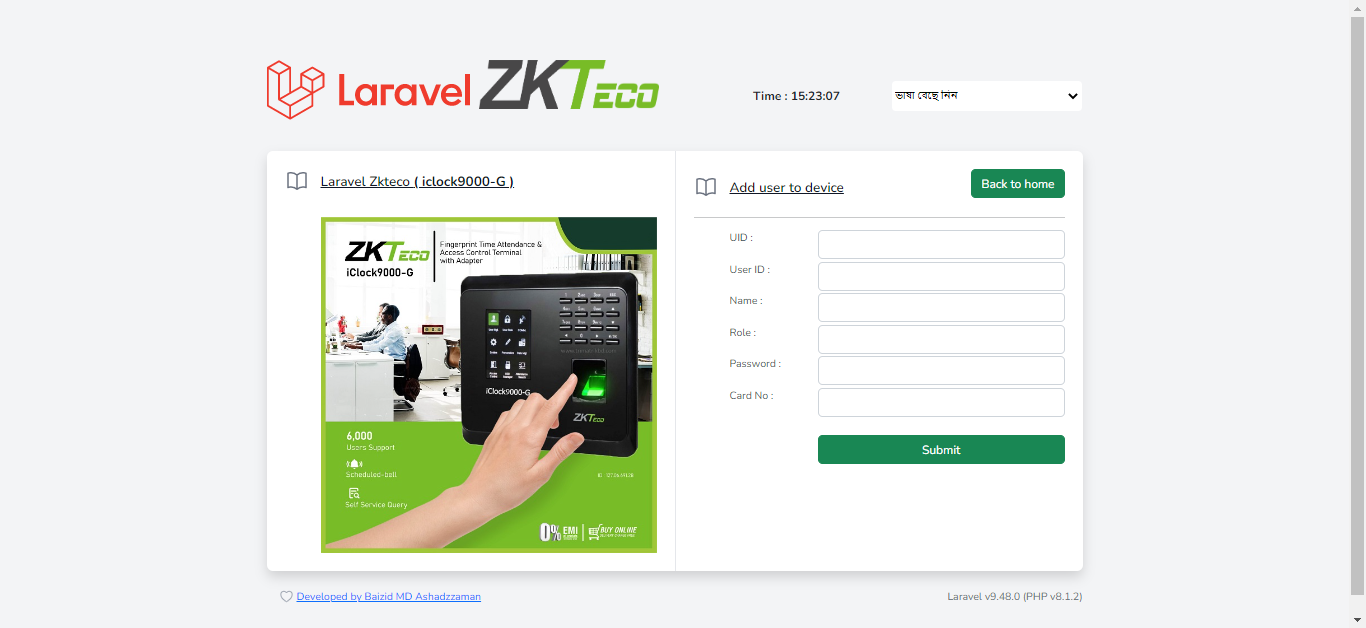 Laravel ZKTeco
Time : 15:23:07
ভাষা বেছে নিন
Laravel Zkteco ( iclock9000-G )
ZKTeco
iClock9000-G
Fingerprint Time Attendance &
Access Control Terminal
with Adapter
iClock9000-G
ZKTeco
6,000
Users Support
Scheduled-bell
Self Service Query
0% EMI
BUY ONLINE
Add user to device
Back to home
UID :
User ID :
Name :
Role :
Password :
Card No :
Submit
Developed by Baizid MD Ashadzzaman
Laravel v9.48.0 (PHP v8.1.2)